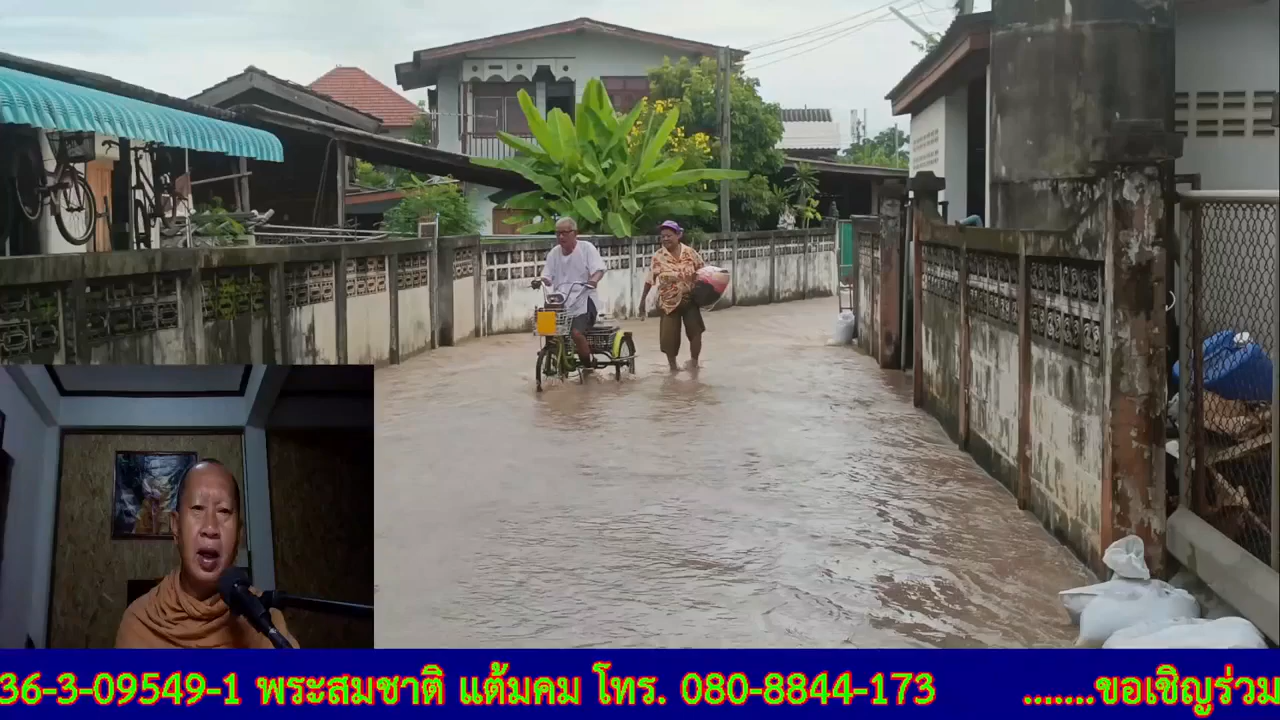 36-3-09549-1 พระสมชาติ แต้มคม โทร. 080-8844-173 .......ขอเชิญร่วม